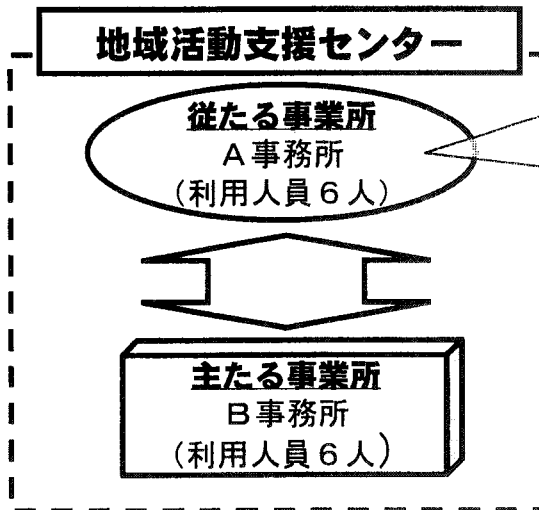 地域活動支援センター
従たる事業所
A事務所
(利用人員6人)
主たる事業所
B事務所
(利用人員6人)